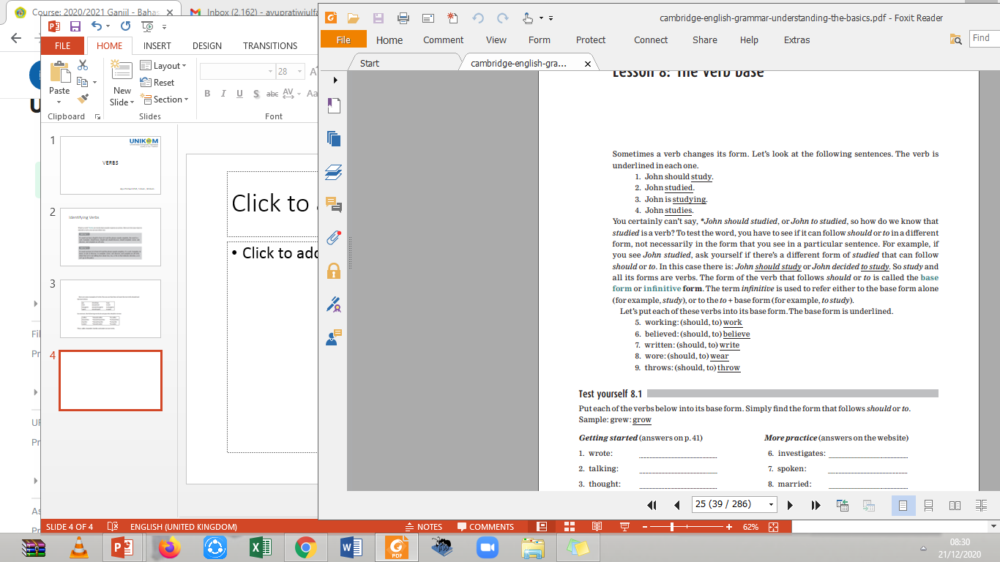 Course: 2020/2021 Ganjil - Bahas
Inbox (2.162) - ayupratiwiulfa
FILE
HOME
INSERT
DESIGN
TRANSITIONS
Paste
New
Slide
Layout
Reset
Section
28
B I U S abc AV Aa
Clipboard
Slides
Font
1
UNIKOM
VERBS
2
Identifying Verbs
3
4
Click to
• Click to add
Fil
Pr
UR
Pr
As
Pr
SLIDE 4 OF 4
ENGLISH (UNITED KINGDOM)
NOTES
COMMENTS
62%
cambridge-english-grammar-understanding-the-basics.pdf - Foxit Reader
File
Home
Comment
View
Form
Protect
Connect
Share
Help
Extras
Find
Start
cambridge-english-gra...
Lesson 8: The verb base
Sometimes a verb changes its form. Let's look at the following sentences. The verb is
underlined in each one.
1. John should study.
2. John studied.
3. John is studying.
4. John studies.
You certainly can't say, *John should studied, or John to studied, so how do we know that
studied is a verb? To test the word, you have to see if it can follow should or to in a different
form, not necessarily in the form that you see in a particular sentence. For example, if
you see John studied, ask yourself if there's a different form of studied that can follow
should or to. In this case there is: John should study or John decided to study. So study and
all its forms are verbs. The form of the verb that follows should or to is called the base
form or infinitive form. The term infinitive is used to refer either to the base form alone
(for example, study), or to the to + base form (for example, to study).
Let's put each of these verbs into its base form. The base form is underlined.
5. working: (should, to) work
6. believed: (should, to) believe
7. written: (should, to) write
8. wore: (should, to) wear
9. throws: (should, to) throw
Test yourself 8.1
Put each of the verbs below into its base form. Simply find the form that follows should or to.
Sample: grew: grow
Getting started (answers on p. 41)
More practice (answers on the website)
1. wrote:
6. investigates:
2. talking:
7. spoken:
3. thought:
8. married:
25 (39 / 286)
08:30
21/12/2020